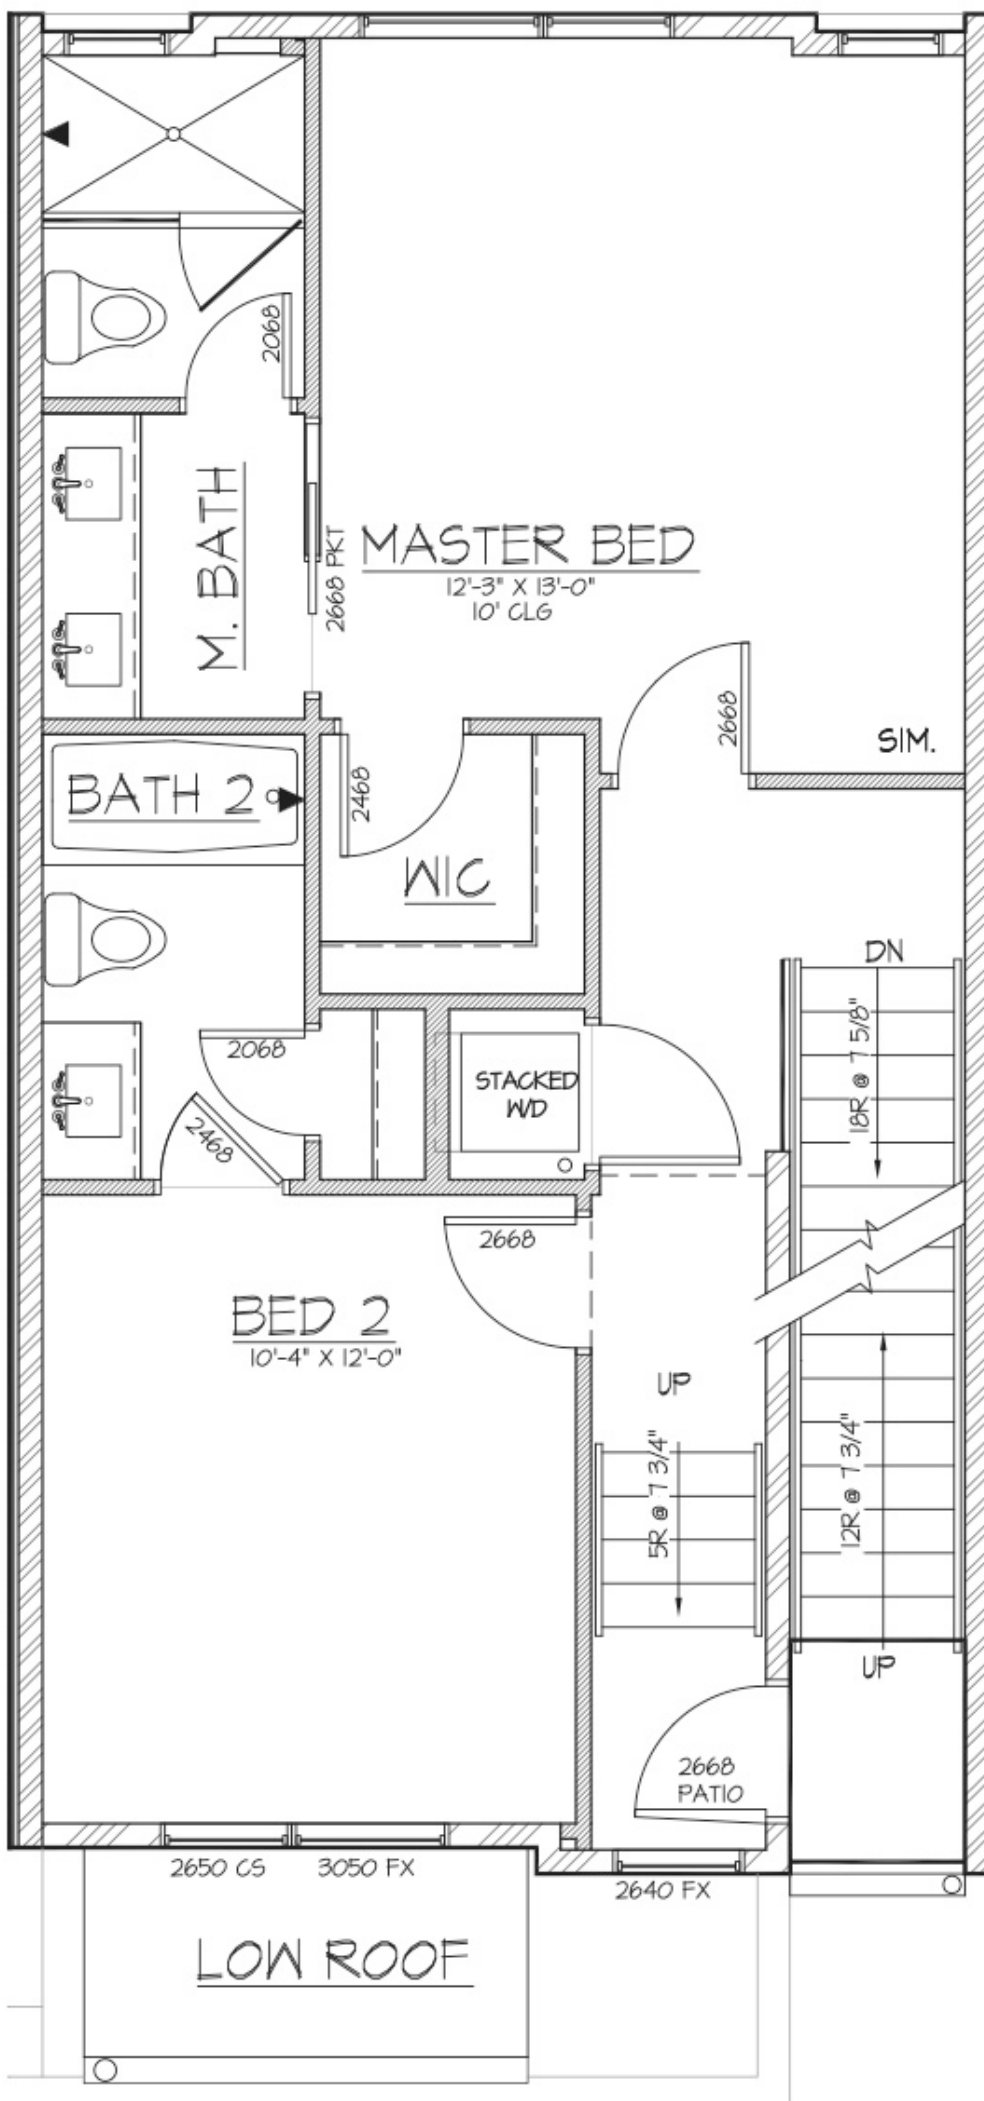 2068
M. BATH
2668 PKT
MASTER BED
12'-3" X 13'-0"
10' CLG
2668
SIM.
BATH 2
2468
WIC
DN
18R @ 7 5/8"
2068
STACKED
W/D
2468
2668
BED 2
10'-4" X 12'-0"
UP
5R @ 7 3/4"
12R @ 7 3/4"
UP
2668
PATIO
2650 CS
3050 FX
2640 FX
LOW ROOF